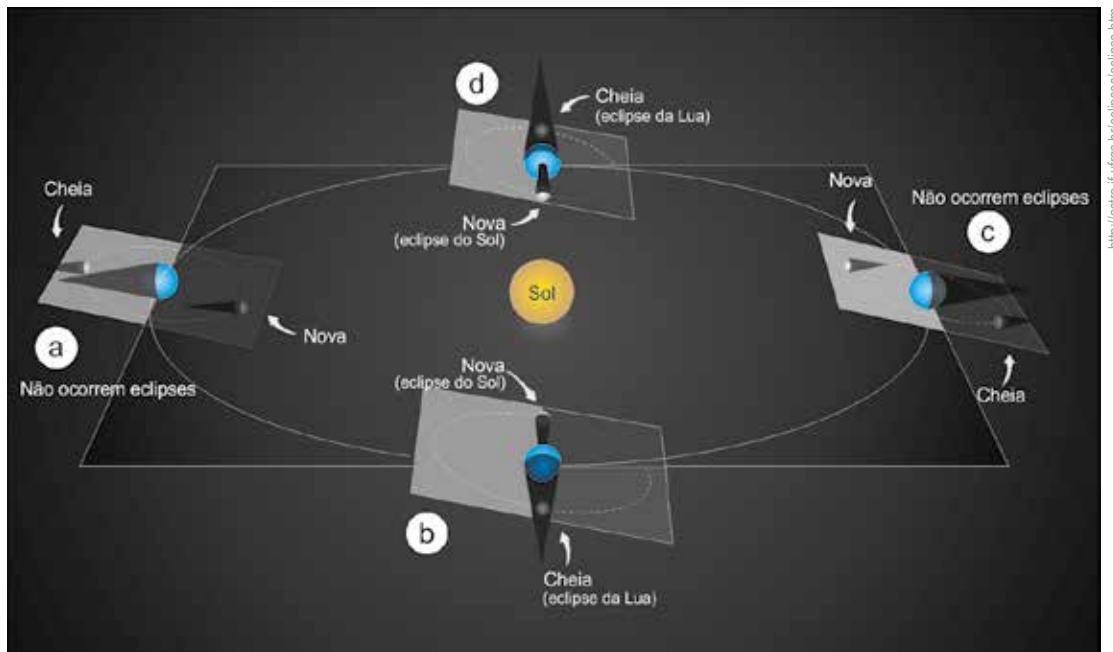 d
Cheia
(eclipse da Lua)
Nova
(eclipse do Sol)
Cheia
Nova
a
Não ocorrem eclipses
Sol
Nova
Não ocorrem eclipses
c
Cheia
Nova
(eclipse do Sol)
b
Cheia
(eclipse da Lua)